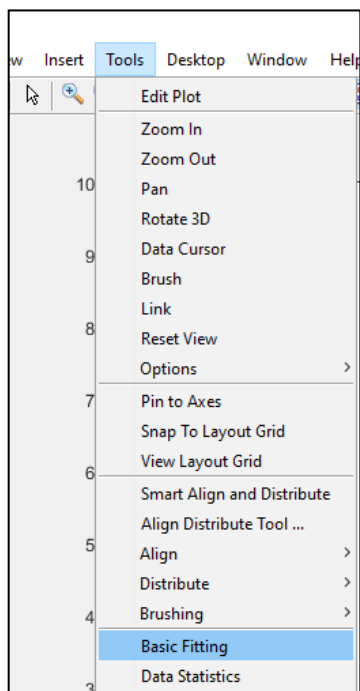 w Insert Tools Desktop Window Help
Edit Plot
Zoom In
Zoom Out
10
Pan
Rotate 3D
9
Data Cursor
Brush
Link
8
Reset View
Options >
7
Pin to Axes
Snap To Layout Grid
View Layout Grid
6
Smart Align and Distribute
Align Distribute Tool ...
5
Align >
Distribute >
4
Brushing >
Basic Fitting
Data Statistics
3